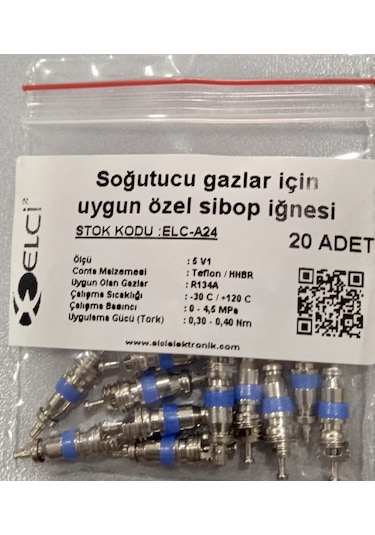 ELCI®
Soğutucu gazlar için
uygun özel sibop iğnesi
STOK KODU :ELC-A24
20 ADET
Ölçü : 5 V1
Conta Malzemesi : Teflon / HNBR
Uygun Olan Gazlar : R134A
Çalışma Sıcaklığı : -30 C / +120 C
Çalışma Basıncı : 0 - 4,5 MPa
Uygulama Gücü (Tork) : 0,30 - 0,40 Nm
www.elcielektronik.com